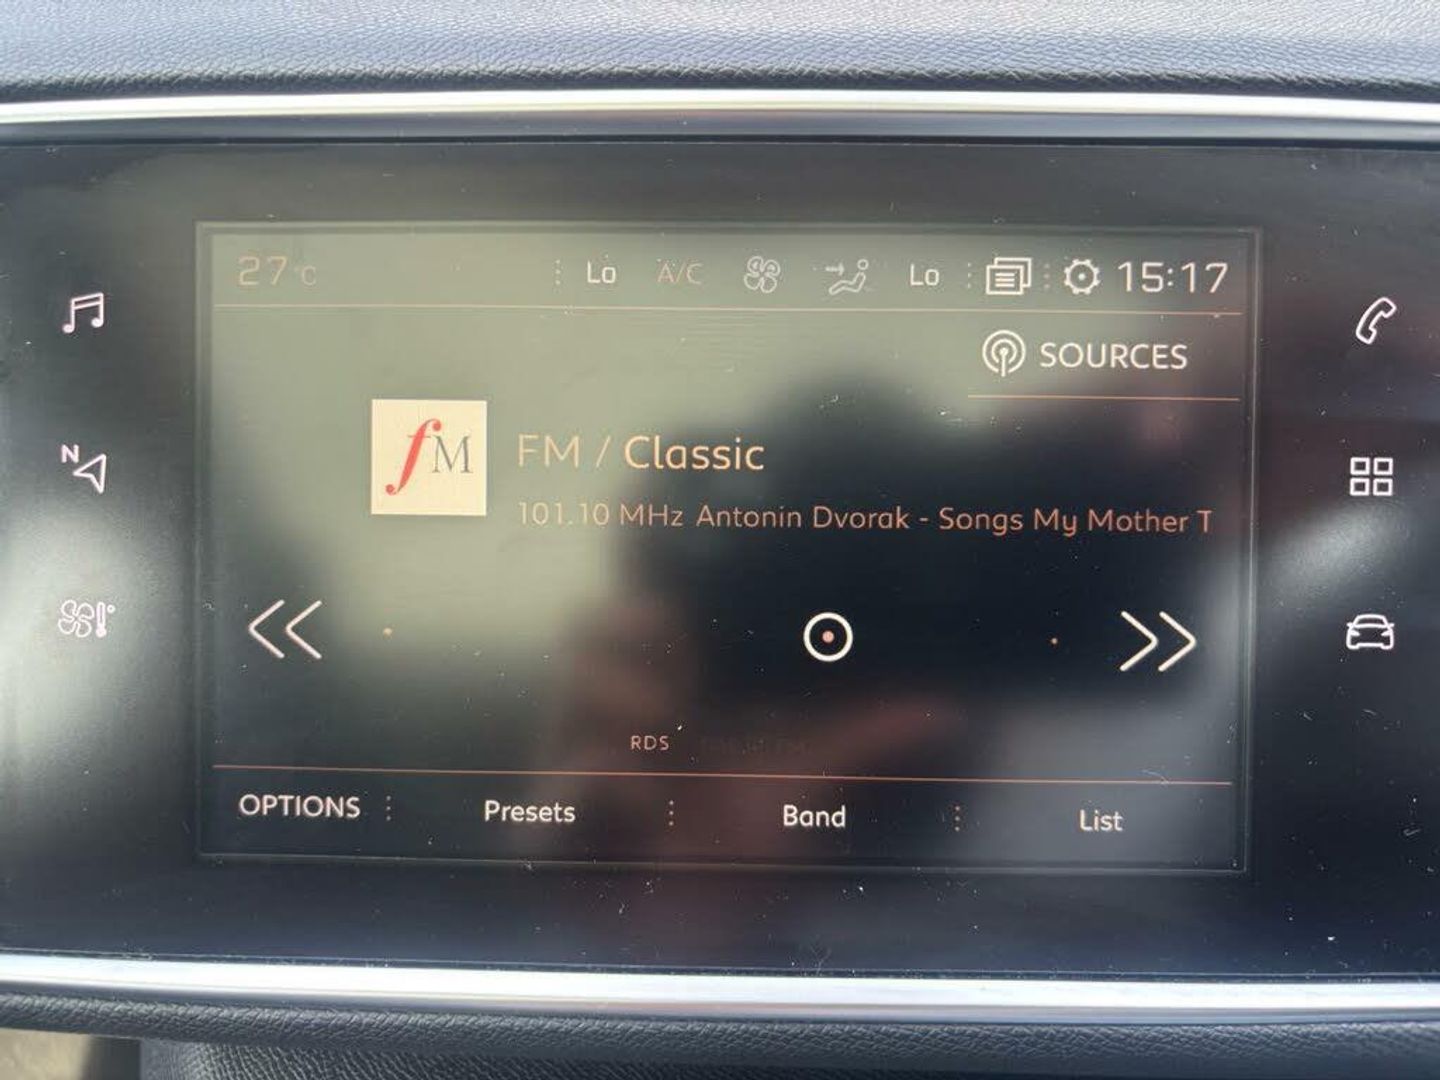 27°C Lo A/C Lo 15:17
SOURCES
fM
FM / Classic
101.10 MHz Antonin Dvorak - Songs My Mother T
N
RDS
OPTIONS Presets Band List